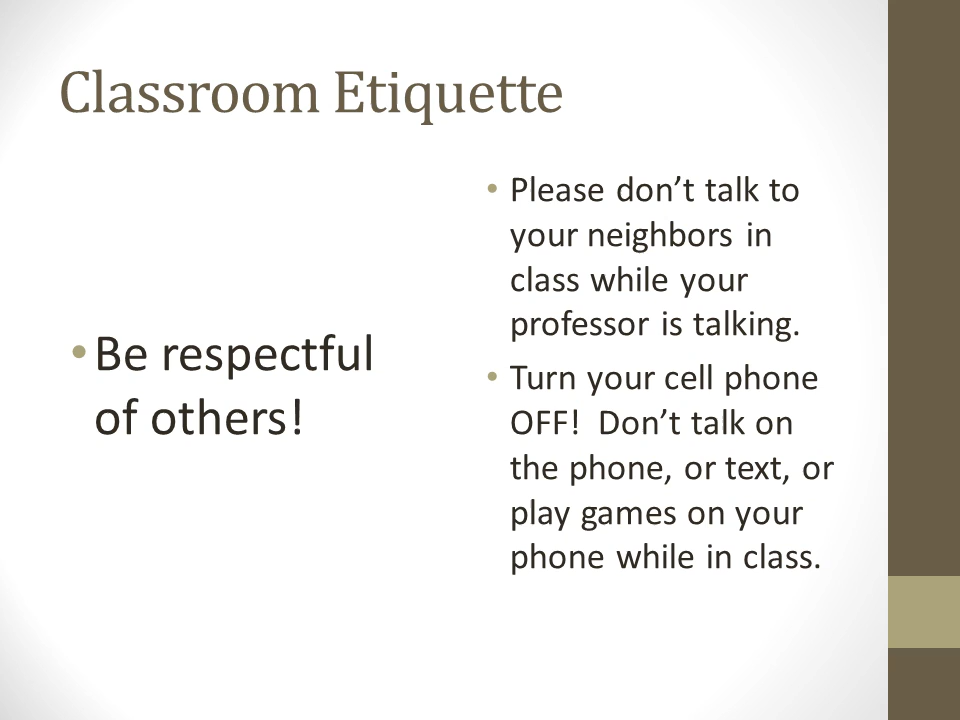 Classroom Etiquette
• Be respectful
of others!
• Please don’t talk to
your neighbors in
class while your
professor is talking.
• Turn your cell phone
OFF!  Don’t talk on
the phone, or text, or
play games on your
phone while in class.